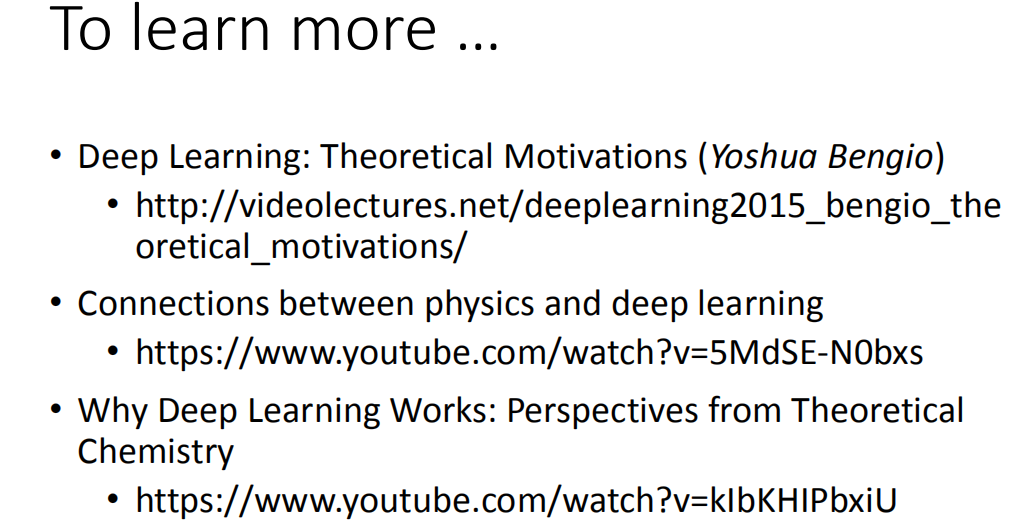 To learn more ...
• Deep Learning: Theoretical Motivations (Yoshua Bengio)
• http://videolectures.net/deeplearning2015_bengio_the
oretical_motivations/
• Connections between physics and deep learning
• https://www.youtube.com/watch?v=5MdSE-N0bxs
• Why Deep Learning Works: Perspectives from Theoretical
Chemistry
• https://www.youtube.com/watch?v=kIbKHIPbxiU